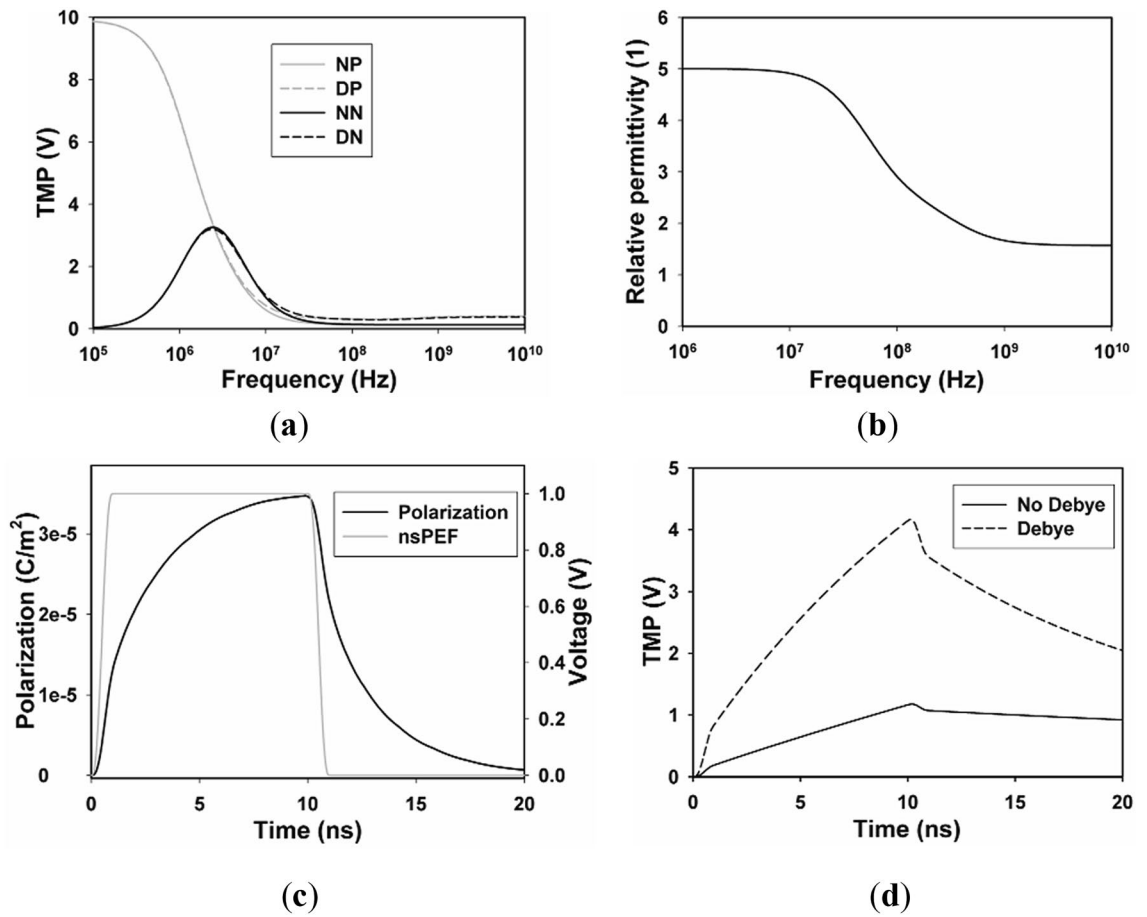 10
8
6
4
2
0
TMP (V)
NP
DP
NN
DN
10^5 10^6 10^7 10^8 10^9 10^10
Frequency (Hz)
(a)
6
5
4
3
2
1
0
Relative permittivity (1)
10^6 10^7 10^8 10^9 10^10
Frequency (Hz)
(b)
3e-5
2e-5
1e-5
0
Polarization (C/m^2)
Polarization
nsPEF
1.0
0.8
0.6
0.4
0.2
0.0
Voltage (V)
0 5 10 15 20
Time (ns)
(c)
5
4
3
2
1
0
TMP (V)
No Debye
Debye
0 5 10 15 20
Time (ns)
(d)